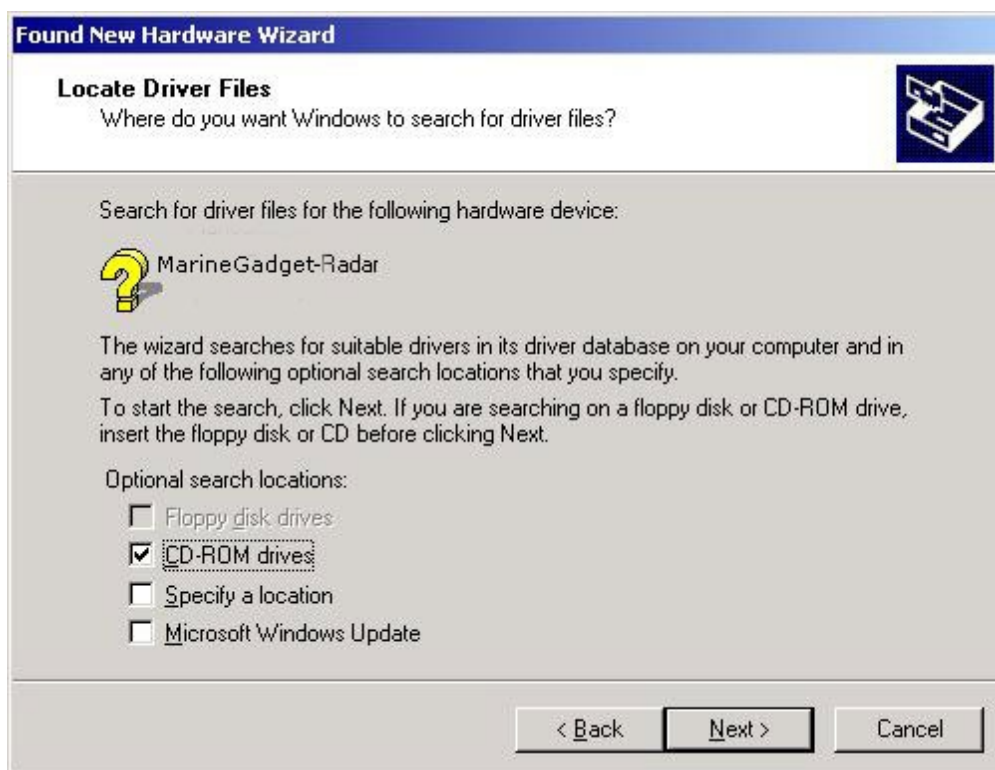 Found New Hardware Wizard
Locate Driver Files
Where do you want Windows to search for driver files?
Search for driver files for the following hardware device:
MarineGadget-Radar
The wizard searches for suitable drivers in its driver database on your computer and in
any of the following optional search locations that you specify.
To start the search, click Next. If you are searching on a floppy disk or CD-ROM drive,
insert the floppy disk or CD before clicking Next.
Optional search locations:
Floppy disk drives
CD-ROM drives
Specify a location
Microsoft Windows Update
< Back Next > Cancel